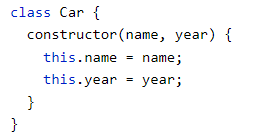 class Car {
  constructor(name, year) {
    this.name = name;
    this.year = year;
  }
}